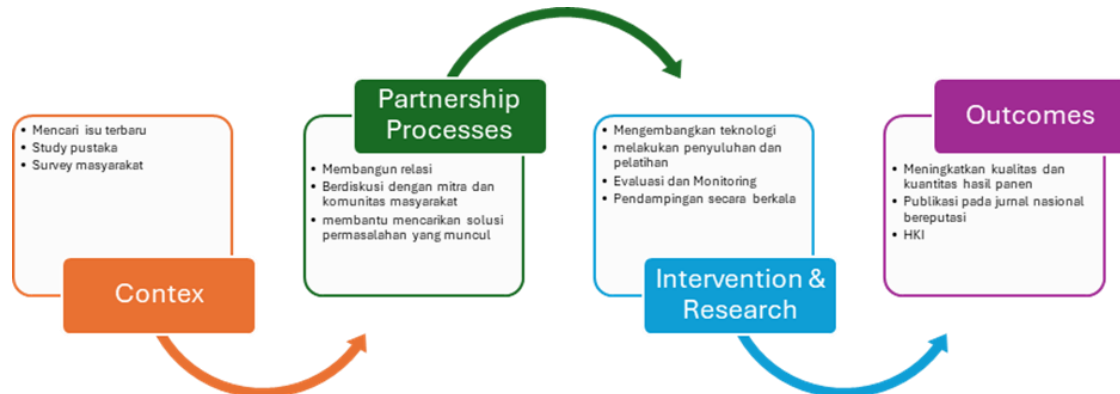 Contex
• Mencari isu terbaru
• Study pustaka
• Survey masyarakat
Partnership
Processes
• Membangun relasi
• Berdiskusi dengan mitra dan
komunitas masyarakat
• membantu mencarikan solusi
permasalahan yang muncul
Intervention &
Research
• Mengembangkan teknologi
• melakukan penyuluhan dan
pelatihan
• Evaluasi dan Monitoring
• Pendampingan secara berkala
Outcomes
• Meningkatkan kualitas dan
kuantitas hasil panen
• Publikasi pada jurnal nasional
bereputasi
• HKI